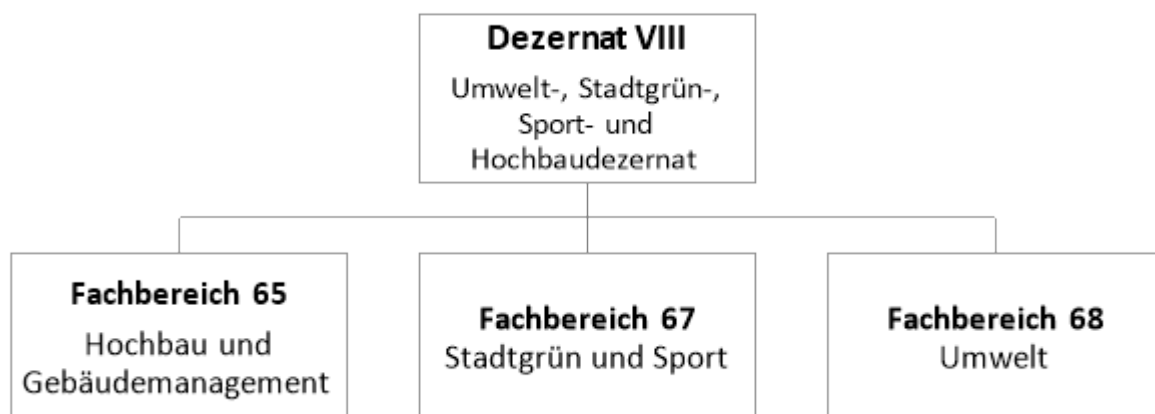 Dezernat VIII
Umwelt-, Stadtgrün-,
Sport- und
Hochbaudezernat
Fachbereich 65
Hochbau und
Gebäudemanagement
Fachbereich 67
Stadtgrün und Sport
Fachbereich 68
Umwelt